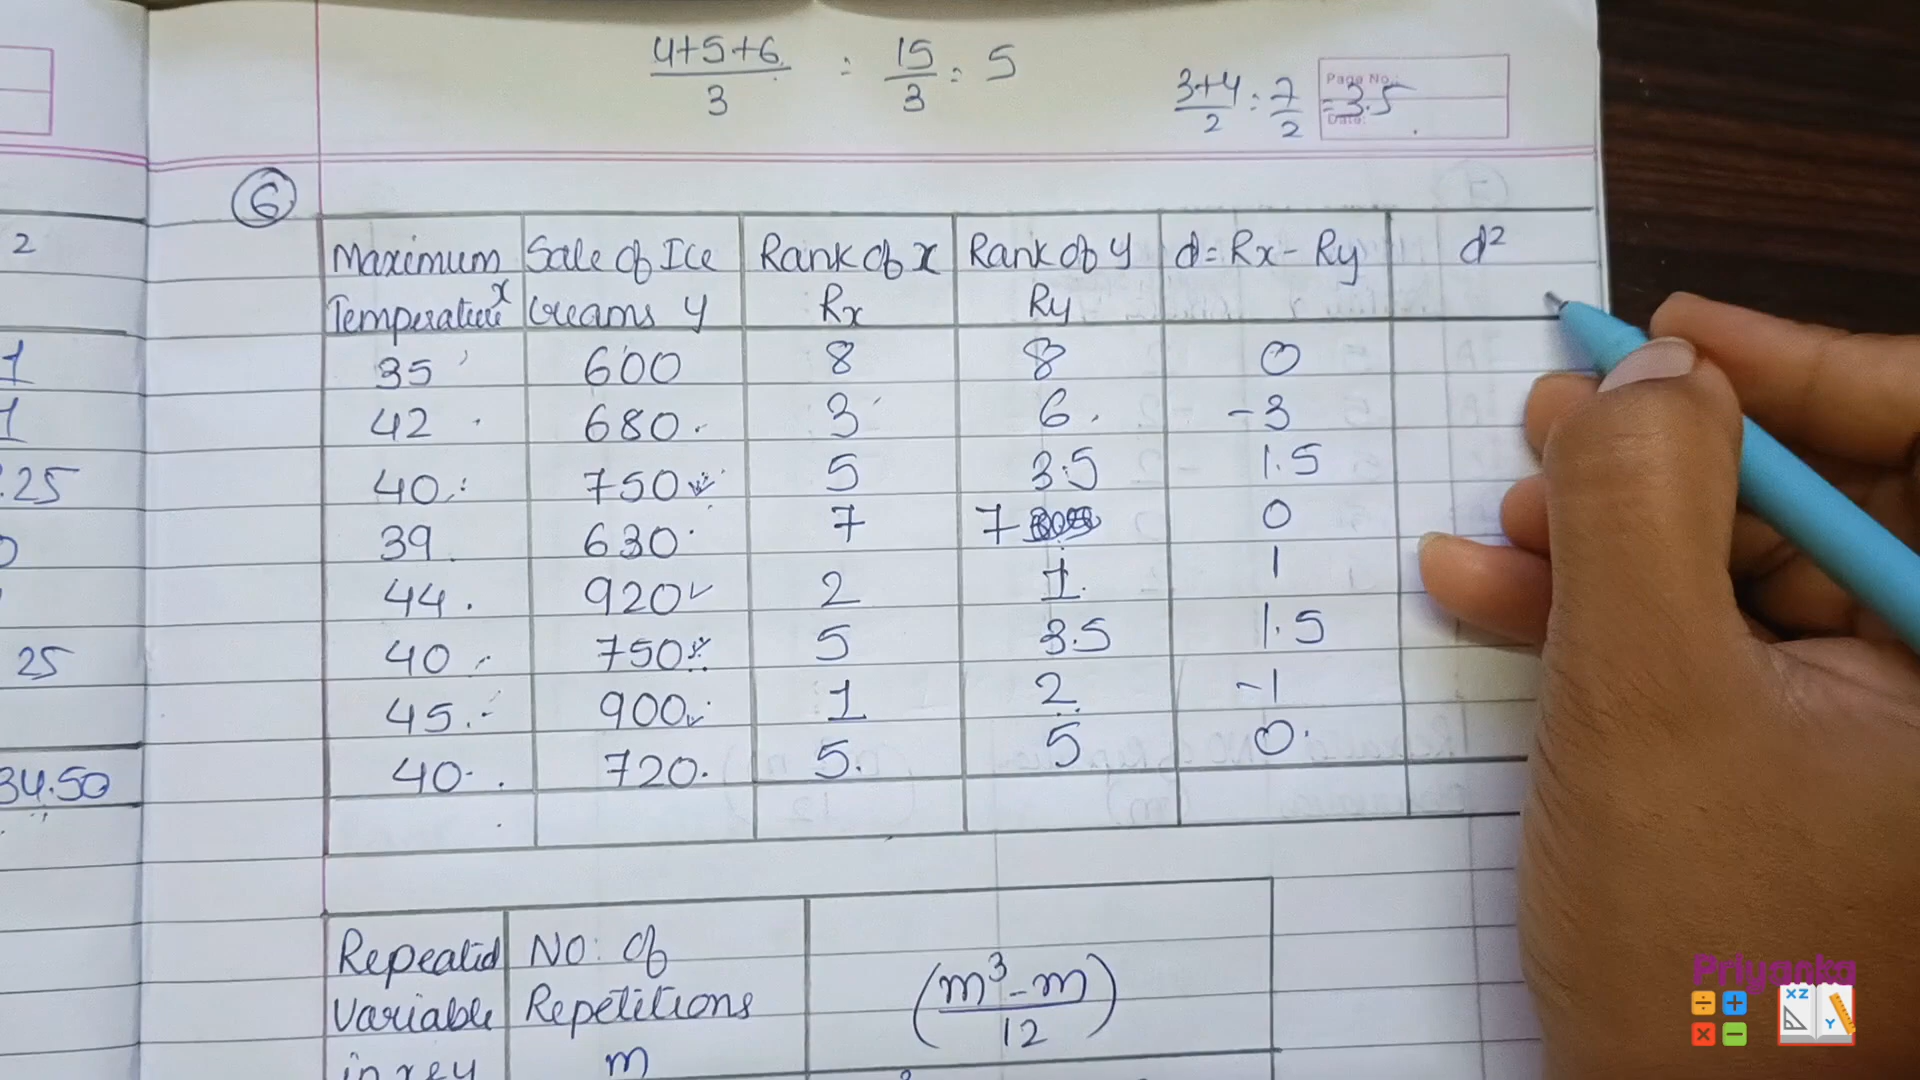 4+5+6/3 = 15/3 = 5
3+4/2 = 7/2 = 3.5
Page No.:
Date:
6
Maximum Temperature x | Sale of Ice creams y | Rank of x Rx | Rank of y Ry | d = Rx - Ry | d²
35 600 8 8 0
42 680 3 6 -3
40 750 5 3.5 1.5
39 630 7 7 0
44 920 2 1 1
40 750 5 3.5 1.5
45 900 1 2 -1
40 720 5 5 0
Repeated Variable in x & y | NO: of Repetitions m | (m³ - m / 12)
2
1
1
.25
0
25
34.50
Priyanka
XZ
Y